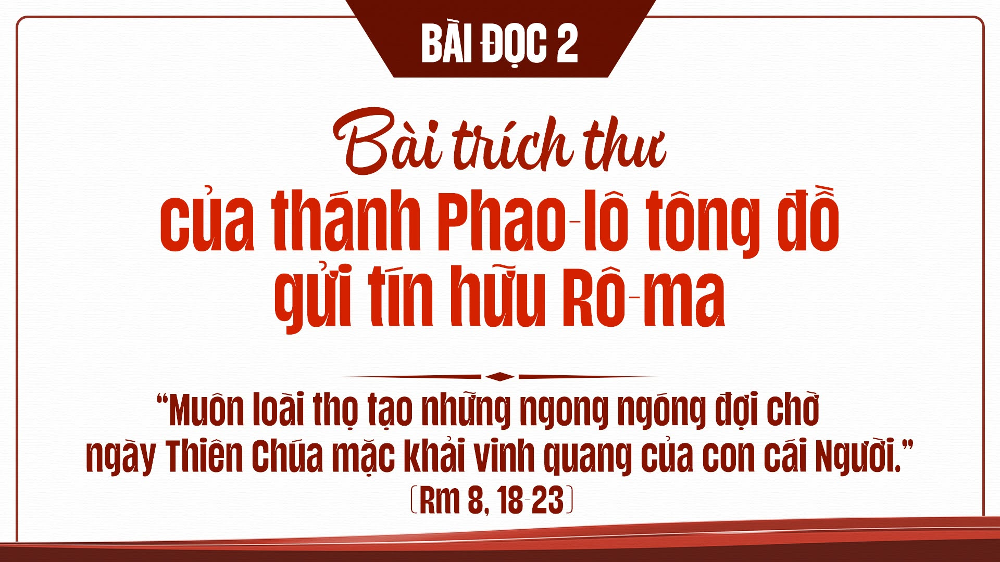 BÀI ĐỌC 2
Bài trích thư
của thánh Phao-lô tông đồ
gửi tín hữu Rô-ma
“Muôn loài thọ tạo những ngong ngóng đợi chờ
ngày Thiên Chúa mặc khải vinh quang của con cái Người.”
(Rm 8, 18-23)